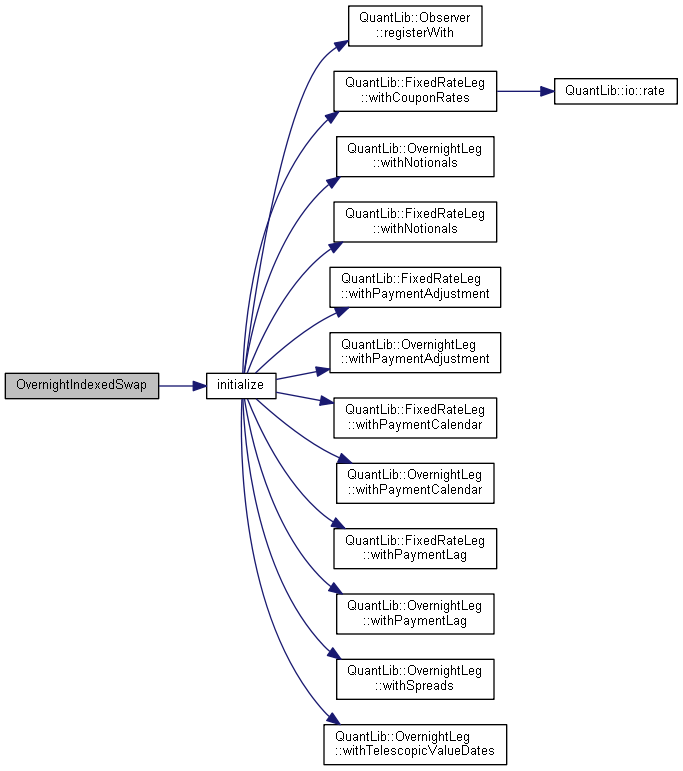 QuantLib::Observer
::registerWith
QuantLib::FixedRateLeg
::withCouponRates
QuantLib::io::rate
QuantLib::OvernightLeg
::withNotionals
QuantLib::FixedRateLeg
::withNotionals
QuantLib::FixedRateLeg
::withPaymentAdjustment
QuantLib::OvernightLeg
::withPaymentAdjustment
OvernightIndexedSwap
initialize
QuantLib::FixedRateLeg
::withPaymentCalendar
QuantLib::OvernightLeg
::withPaymentCalendar
QuantLib::FixedRateLeg
::withPaymentLag
QuantLib::OvernightLeg
::withPaymentLag
QuantLib::OvernightLeg
::withSpreads
QuantLib::OvernightLeg
::withTelescopicValueDates